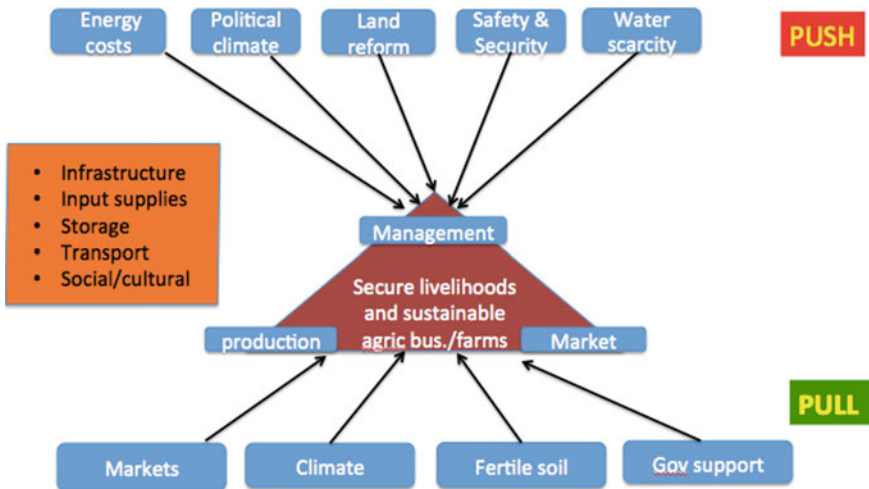 Energy
costs
Political
climate
Land
reform
Safety &
Security
Water
scarcity
PUSH
• Infrastructure
• Input supplies
• Storage
• Transport
• Social/cultural
Management
Secure livelihoods
and sustainable
agric bus./farms
production
Market
PULL
Markets
Climate
Fertile soil
Gov support